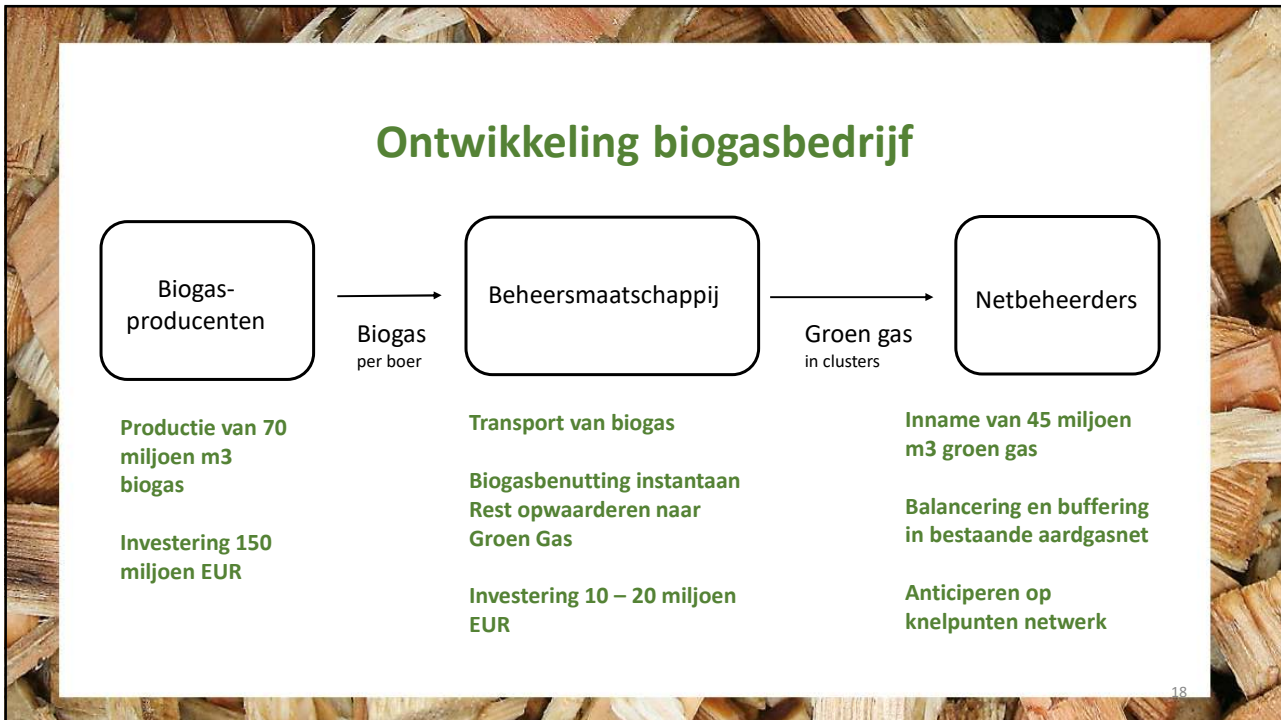 Ontwikkeling biogasbedrijf
Biogas-
producenten
Biogas
per boer
Beheersmaatschappij
Groen gas
in clusters
Netbeheerders
Productie van 70
miljoen m3
biogas
Investering 150
miljoen EUR
Transport van biogas
Biogasbenutting instantaan
Rest opwaarderen naar
Groen Gas
Investering 10 – 20 miljoen
EUR
Inname van 45 miljoen
m3 groen gas
Balancering en buffering
in bestaande aardgasnet
Anticiperen op
knelpunten netwerk
18